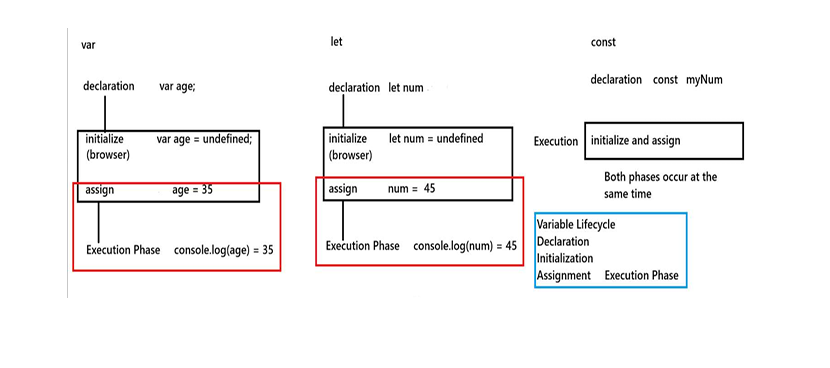 var
declaration var age;
initialize var age = undefined;
(browser)
assign age = 35
Execution Phase console.log(age) = 35
let
declaration let num
initialize let num = undefined
(browser)
assign num = 45
Execution Phase console.log(num) = 45
const
declaration const myNum
Execution initialize and assign
Both phases occur at the
same time
Variable Lifecycle
Declaration
Initialization
Assignment Execution Phase